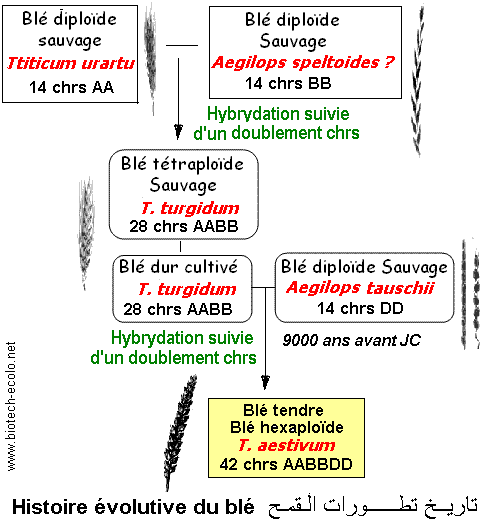 Blé diploïde
sauvage
Ttiticum urartu
14 chrs AA
Blé diploïde
Sauvage
Aegilops speltoides ?
14 chrs BB
Hybrydation suivie
d'un doublement chrs
Blé tétraploïde
Sauvage
T. turgidum
28 chrs AABB
Blé dur cultivé
T. turgidum
28 chrs AABB
Blé diploïde Sauvage
Aegilops tauschii
14 chrs DD
Hybrydation suivie
d'un doublement chrs
9000 ans avant JC
Blé tendre
Blé hexaploïde
T. aestivum
42 chrs AABBDD
www.biotech-ecolo.net
Histoire évolutive du blé تاريخ تطــورات القمح